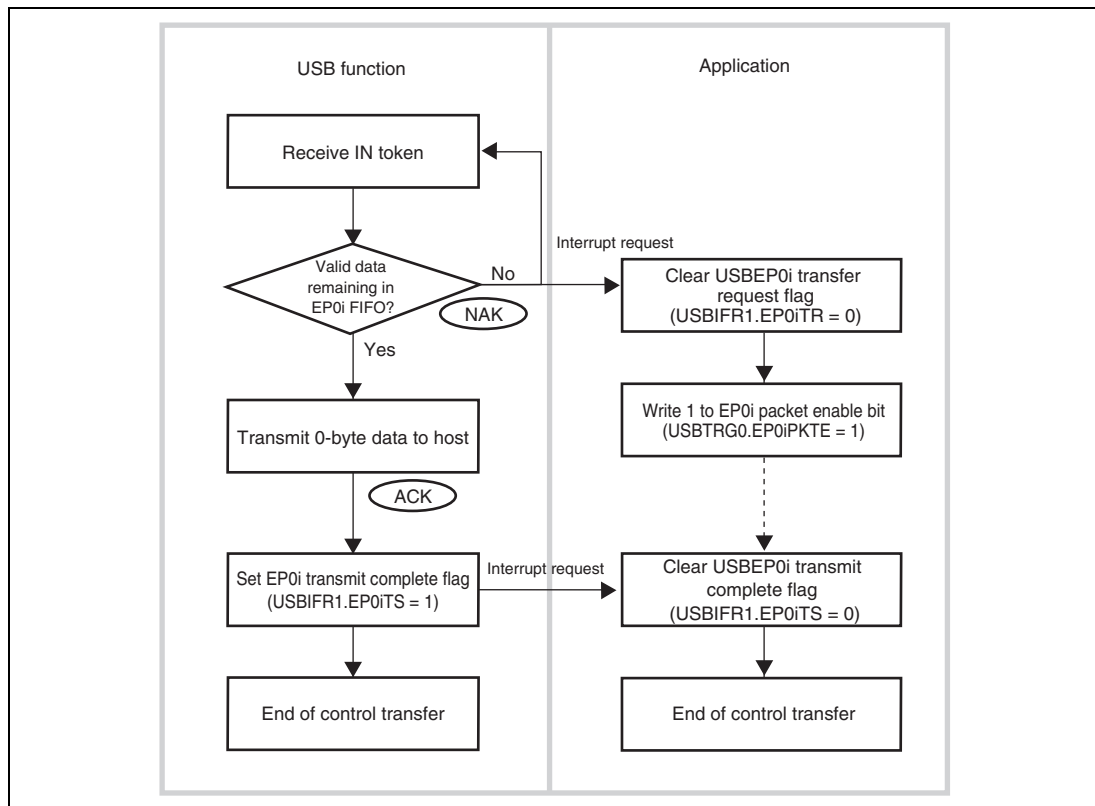 USB function
Application
Receive IN token
Interrupt request
Valid data
remaining in
EP0i FIFO?
No
NAK
Yes
Clear USBEP0i transfer
request flag
(USBIFR1.EP0iTR = 0)
Write 1 to EP0i packet enable bit
(USBTRG0.EP0iPKTE = 1)
Transmit 0-byte data to host
ACK
Set EP0i transmit complete flag
(USBIFR1.EP0iTS = 1)
Interrupt request
Clear USBEP0i transmit
complete flag
(USBIFR1.EP0iTS = 0)
End of control transfer
End of control transfer